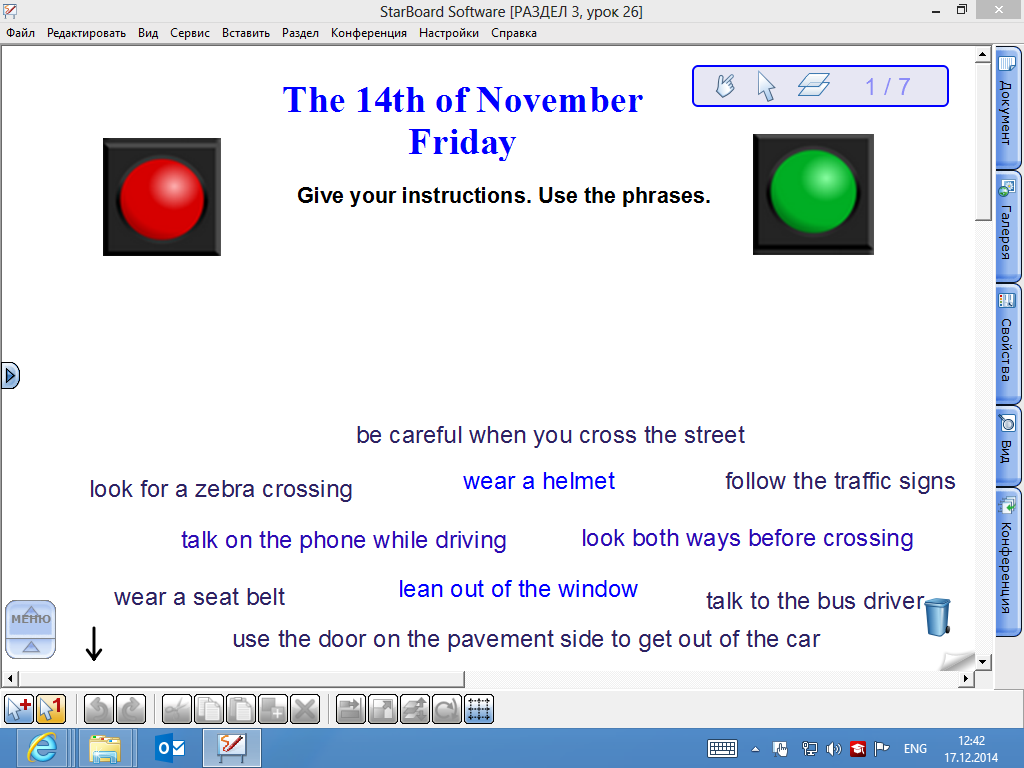 StarBoard Software [РАЗДЕЛ 3, урок 26]
Файл Редактировать Вид Сервис Вставить Раздел Конференция Настройки Справка
1 / 7
The 14th of November
Friday
Give your instructions. Use the phrases.
be careful when you cross the street
look for a zebra crossing
wear a helmet
follow the traffic signs
talk on the phone while driving
look both ways before crossing
wear a seat belt
lean out of the window
talk to the bus driver
use the door on the pavement side to get out of the car
МЕНЮ
Документ
Галерея
Свойства
Вид
Конференция
ENG
12:42
17.12.2014